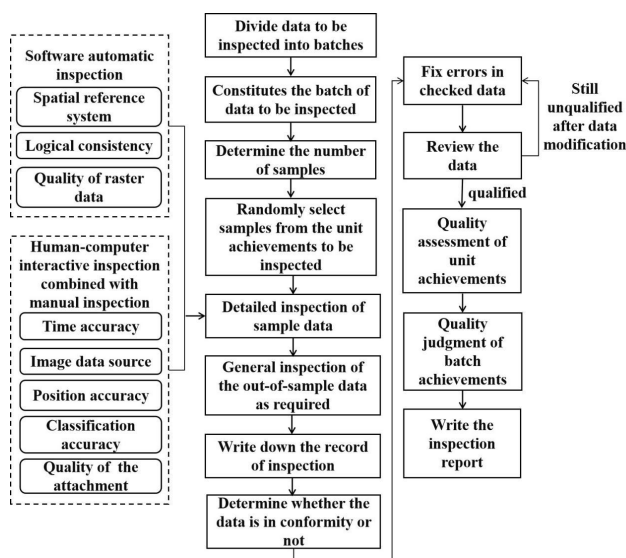 Software automatic
inspection
Spatial reference
system
Logical consistency
Quality of raster
data
Human-computer
interactive inspection
combined with
manual inspection
Time accuracy
Image data source
Position accuracy
Classification
accuracy
Quality of the
attachment
Divide data to be
inspected into batches
Constitutes the batch of
data to be inspected
Determine the number
of samples
Randomly select
samples from the unit
achievements to be
inspected
Detailed inspection of
sample data
General inspection of
the out-of-sample data
as required
Write down the record
of inspection
Determine whether the
data is in conformity or
not
Fix errors in
checked data
Still
unqualified
after data
modification
Review the
data
qualified
Quality
assessment of
unit
achievements
Quality
judgment of
batch
achievements
Write the
inspection
report